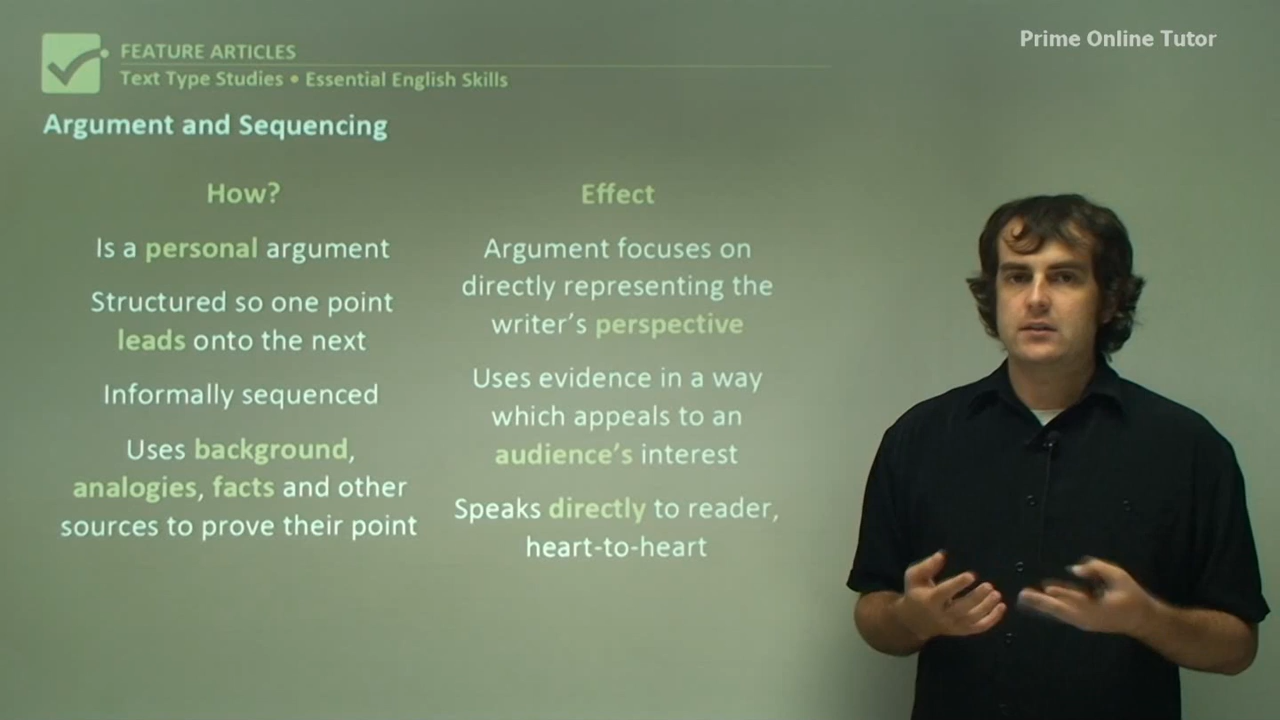 FEATURE ARTICLES
Text Type Studies • Essential English Skills
Prime Online Tutor
Argument and Sequencing
How?
Is a personal argument
Structured so one point
leads onto the next
Informally sequenced
Uses background,
analogies, facts and other
sources to prove their point
Effect
Argument focuses on
directly representing the
writer's perspective
Uses evidence in a way
which appeals to an
audience's interest
Speaks directly to reader,
heart-to-heart